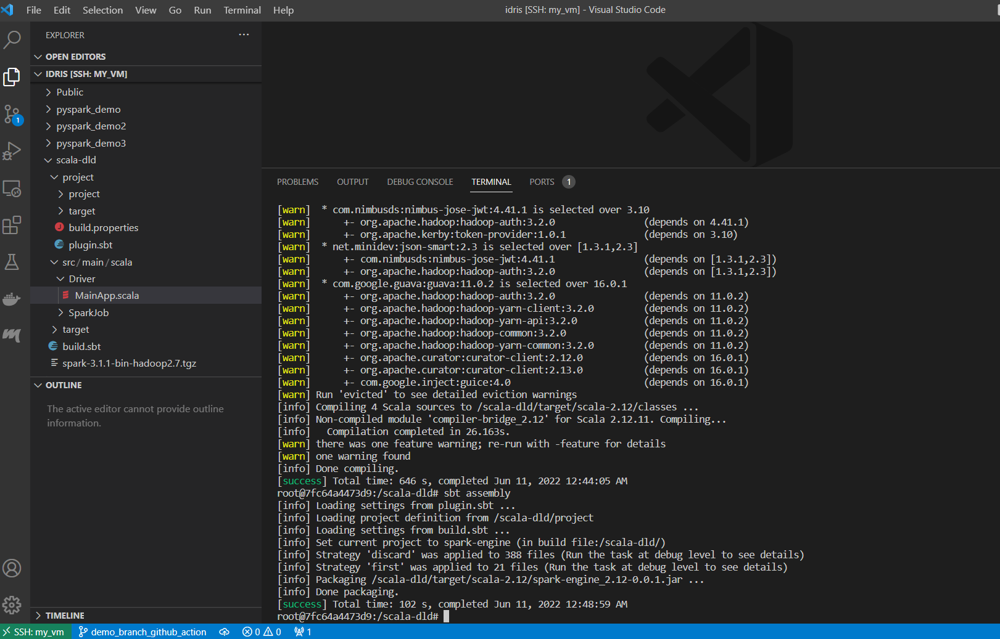 File Edit Selection View Go Run Terminal Help
idris [SSH: my_vm] - Visual Studio Code
EXPLORER
OPEN EDITORS
IDRIS [SSH: MY_VM]
Public
pyspark_demo
pyspark_demo2
pyspark_demo3
scala-dld
project
project
target
build.properties
plugin.sbt
src/main/scala
Driver
MainApp.scala
SparkJob
target
build.sbt
spark-3.1.1-bin-hadoop2.7.tgz
OUTLINE
The active editor cannot provide outline
information.
TIMELINE
1
PROBLEMS OUTPUT DEBUG CONSOLE TERMINAL PORTS 1
[warn]  * com.nimbusds:nimbus-jose-jwt:4.41.1 is selected over 3.10
[warn]      +- org.apache.hadoop:hadoop-auth:3.2.0                (depends on 4.41.1)
[warn]      +- org.apache.kerby:token-provider:1.0.1              (depends on 3.10)
[warn]  * net.minidev:json-smart:2.3 is selected over [1.3.1,2.3]
[warn]      +- com.nimbusds:nimbus-jose-jwt:4.41.1                (depends on [1.3.1,2.3])
[warn]      +- org.apache.hadoop:hadoop-auth:3.2.0                (depends on [1.3.1,2.3])
[warn]  * com.google.guava:guava:11.0.2 is selected over 16.0.1
[warn]      +- org.apache.hadoop:hadoop-auth:3.2.0                (depends on 11.0.2)
[warn]      +- org.apache.hadoop:hadoop-yarn-client:3.2.0         (depends on 11.0.2)
[warn]      +- org.apache.hadoop:hadoop-yarn-api:3.2.0            (depends on 11.0.2)
[warn]      +- org.apache.hadoop:hadoop-common:3.2.0              (depends on 11.0.2)
[warn]      +- org.apache.hadoop:hadoop-yarn-common:3.2.0         (depends on 11.0.2)
[warn]      +- org.apache.curator:curator-client:2.12.0           (depends on 16.0.1)
[warn]      +- org.apache.curator:curator-client:2.13.0           (depends on 16.0.1)
[warn]      +- com.google.inject:guice:4.0                        (depends on 16.0.1)
[warn] Run 'evicted' to see detailed eviction warnings
[info] Compiling 4 Scala sources to /scala-dld/target/scala-2.12/classes ...
[info] Non-compiled module 'compiler-bridge_2.12' for Scala 2.12.11. Compiling...
[info]   Compilation completed in 26.163s.
[warn] there was one feature warning; re-run with -feature for details
[warn] one warning found
[info] Done compiling.
[success] Total time: 646 s, completed Jun 11, 2022 12:44:05 AM
root@7fc64a4473d9:/scala-dld# sbt assembly
[info] Loading settings from plugin.sbt ...
[info] Loading project definition from /scala-dld/project
[info] Loading settings from build.sbt ...
[info] Set current project to spark-engine (in build file:/scala-dld/)
[info] Strategy 'discard' was applied to 388 files (Run the task at debug level to see details)
[info] Strategy 'first' was applied to 21 files (Run the task at debug level to see details)
[info] Packaging /scala-dld/target/scala-2.12/spark-engine_2.12-0.0.1.jar ...
[info] Done packaging.
[success] Total time: 102 s, completed Jun 11, 2022 12:48:59 AM
root@7fc64a4473d9:/scala-dld#
SSH: my_vm demo_branch_github_action 0 0 1